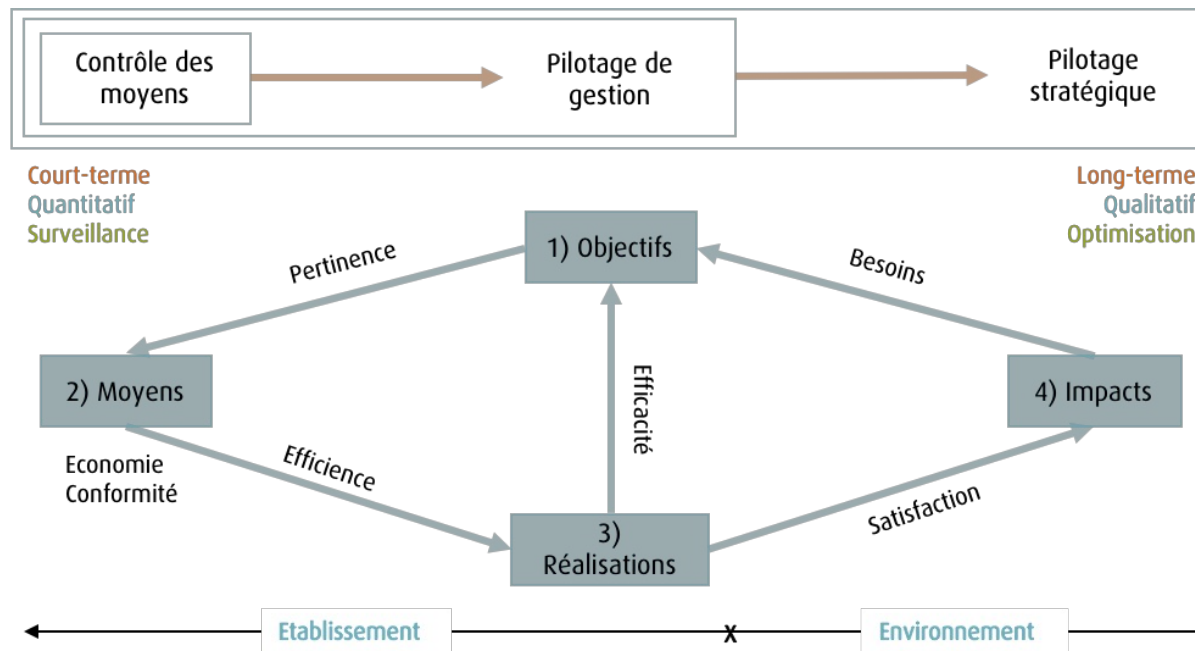 Contrôle des
moyens
Pilotage de
gestion
Pilotage
stratégique
Court-terme
Quantitatif
Surveillance
Long-terme
Qualitatif
Optimisation
1) Objectifs
Pertinence
Besoins
2) Moyens
Efficacité
4) Impacts
Economie
Conformité
Efficience
Satisfaction
3)
Réalisations
Etablissement
x
Environnement